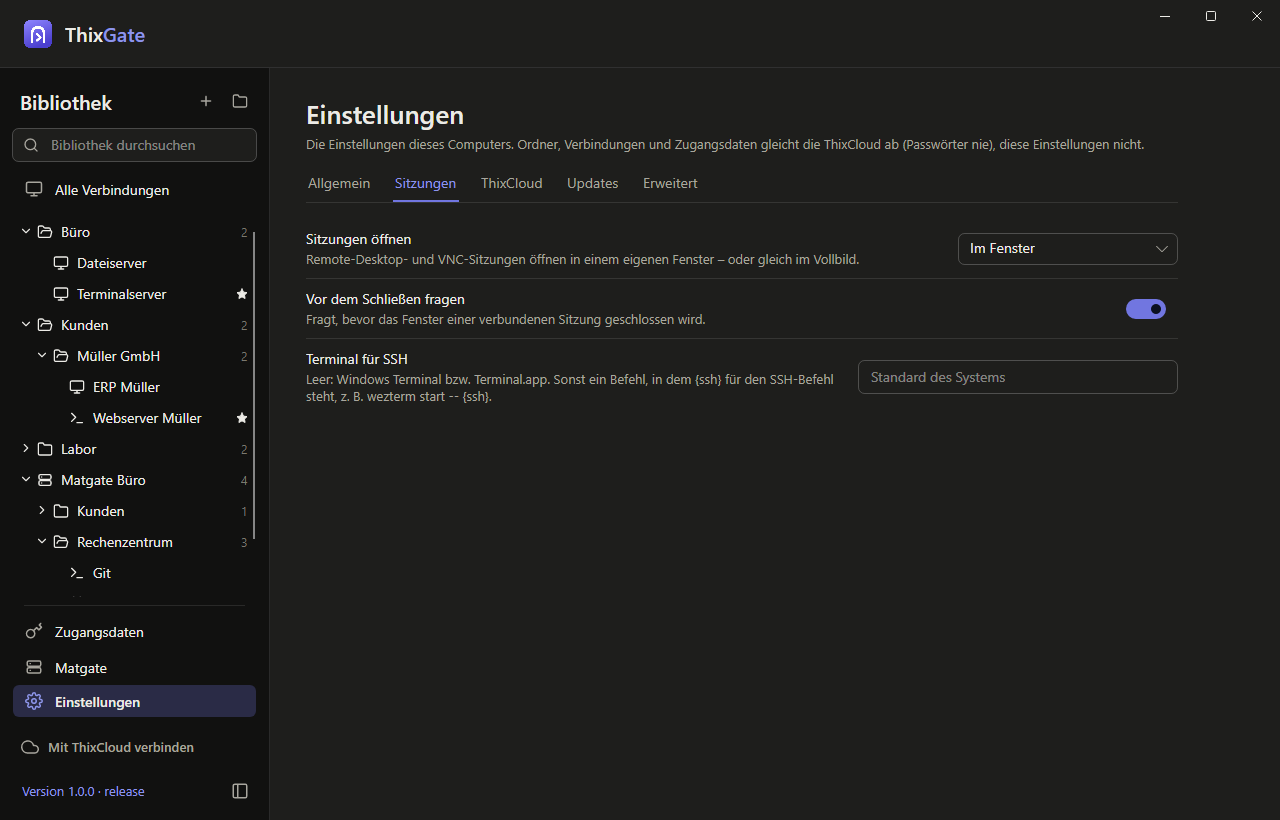 ThixGate
Bibliothek
Bibliothek durchsuchen
Alle Verbindungen
Büro 2
Dateiserver
Terminalserver
Kunden 2
Müller GmbH 2
ERP Müller
Webserver Müller
Labor 2
Matgate Büro 4
Kunden 1
Rechenzentrum 3
Git
Zugangsdaten
Matgate
Einstellungen
Mit ThixCloud verbinden
Version 1.0.0 · release
Einstellungen
Die Einstellungen dieses Computers. Ordner, Verbindungen und Zugangsdaten gleicht die ThixCloud ab (Passwörter nie), diese Einstellungen nicht.
Allgemein Sitzungen ThixCloud Updates Erweitert
Sitzungen öffnen
Remote-Desktop- und VNC-Sitzungen öffnen in einem eigenen Fenster – oder gleich im Vollbild.
Im Fenster
Vor dem Schließen fragen
Fragt, bevor das Fenster einer verbundenen Sitzung geschlossen wird.
Terminal für SSH
Leer: Windows Terminal bzw. Terminal.app. Sonst ein Befehl, in dem {ssh} für den SSH-Befehl
steht, z. B. wezterm start -- {ssh}.
Standard des Systems